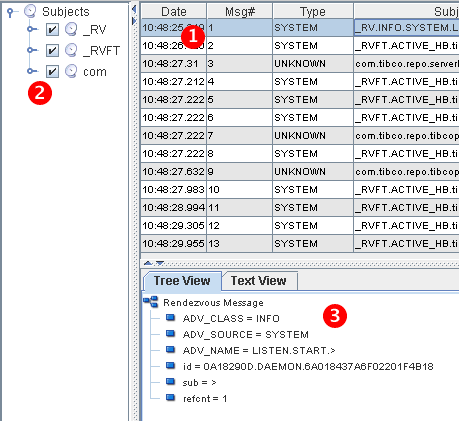 Subjects
_RV
_RVFT
com
2
Date Msg# Type Subj
10:48:25 1 SYSTEM _RV.INFO.SYSTEM.L
1
10:48:26 2 SYSTEM _RVFT.ACTIVE_HB.ti
10:48:27.31 3 UNKNOWN com.tibco.repo.serverl
10:48:27.212 4 SYSTEM _RVFT.ACTIVE_HB.ti
10:48:27.222 5 SYSTEM _RVFT.ACTIVE_HB.ti
10:48:27.222 6 SYSTEM _RVFT.ACTIVE_HB.ti
10:48:27.222 7 UNKNOWN com.tibco.repo.tibcop
10:48:27.222 8 SYSTEM _RVFT.ACTIVE_HB.ti
10:48:27.632 9 UNKNOWN com.tibco.repo.tibcop
10:48:27.983 10 SYSTEM _RVFT.ACTIVE_HB.ti
10:48:28.994 11 SYSTEM _RVFT.ACTIVE_HB.ti
10:48:29.305 12 SYSTEM _RVFT.ACTIVE_HB.ti
10:48:29.955 13 SYSTEM _RVFT.ACTIVE_HB.ti
Tree View Text View
Rendezvous Message
ADV_CLASS = INFO
3
ADV_SOURCE = SYSTEM
ADV_NAME = LISTEN.START.>
id = 0A18290D.DAEMON.6A018437A6F02201F4B18
sub = >
refcnt = 1